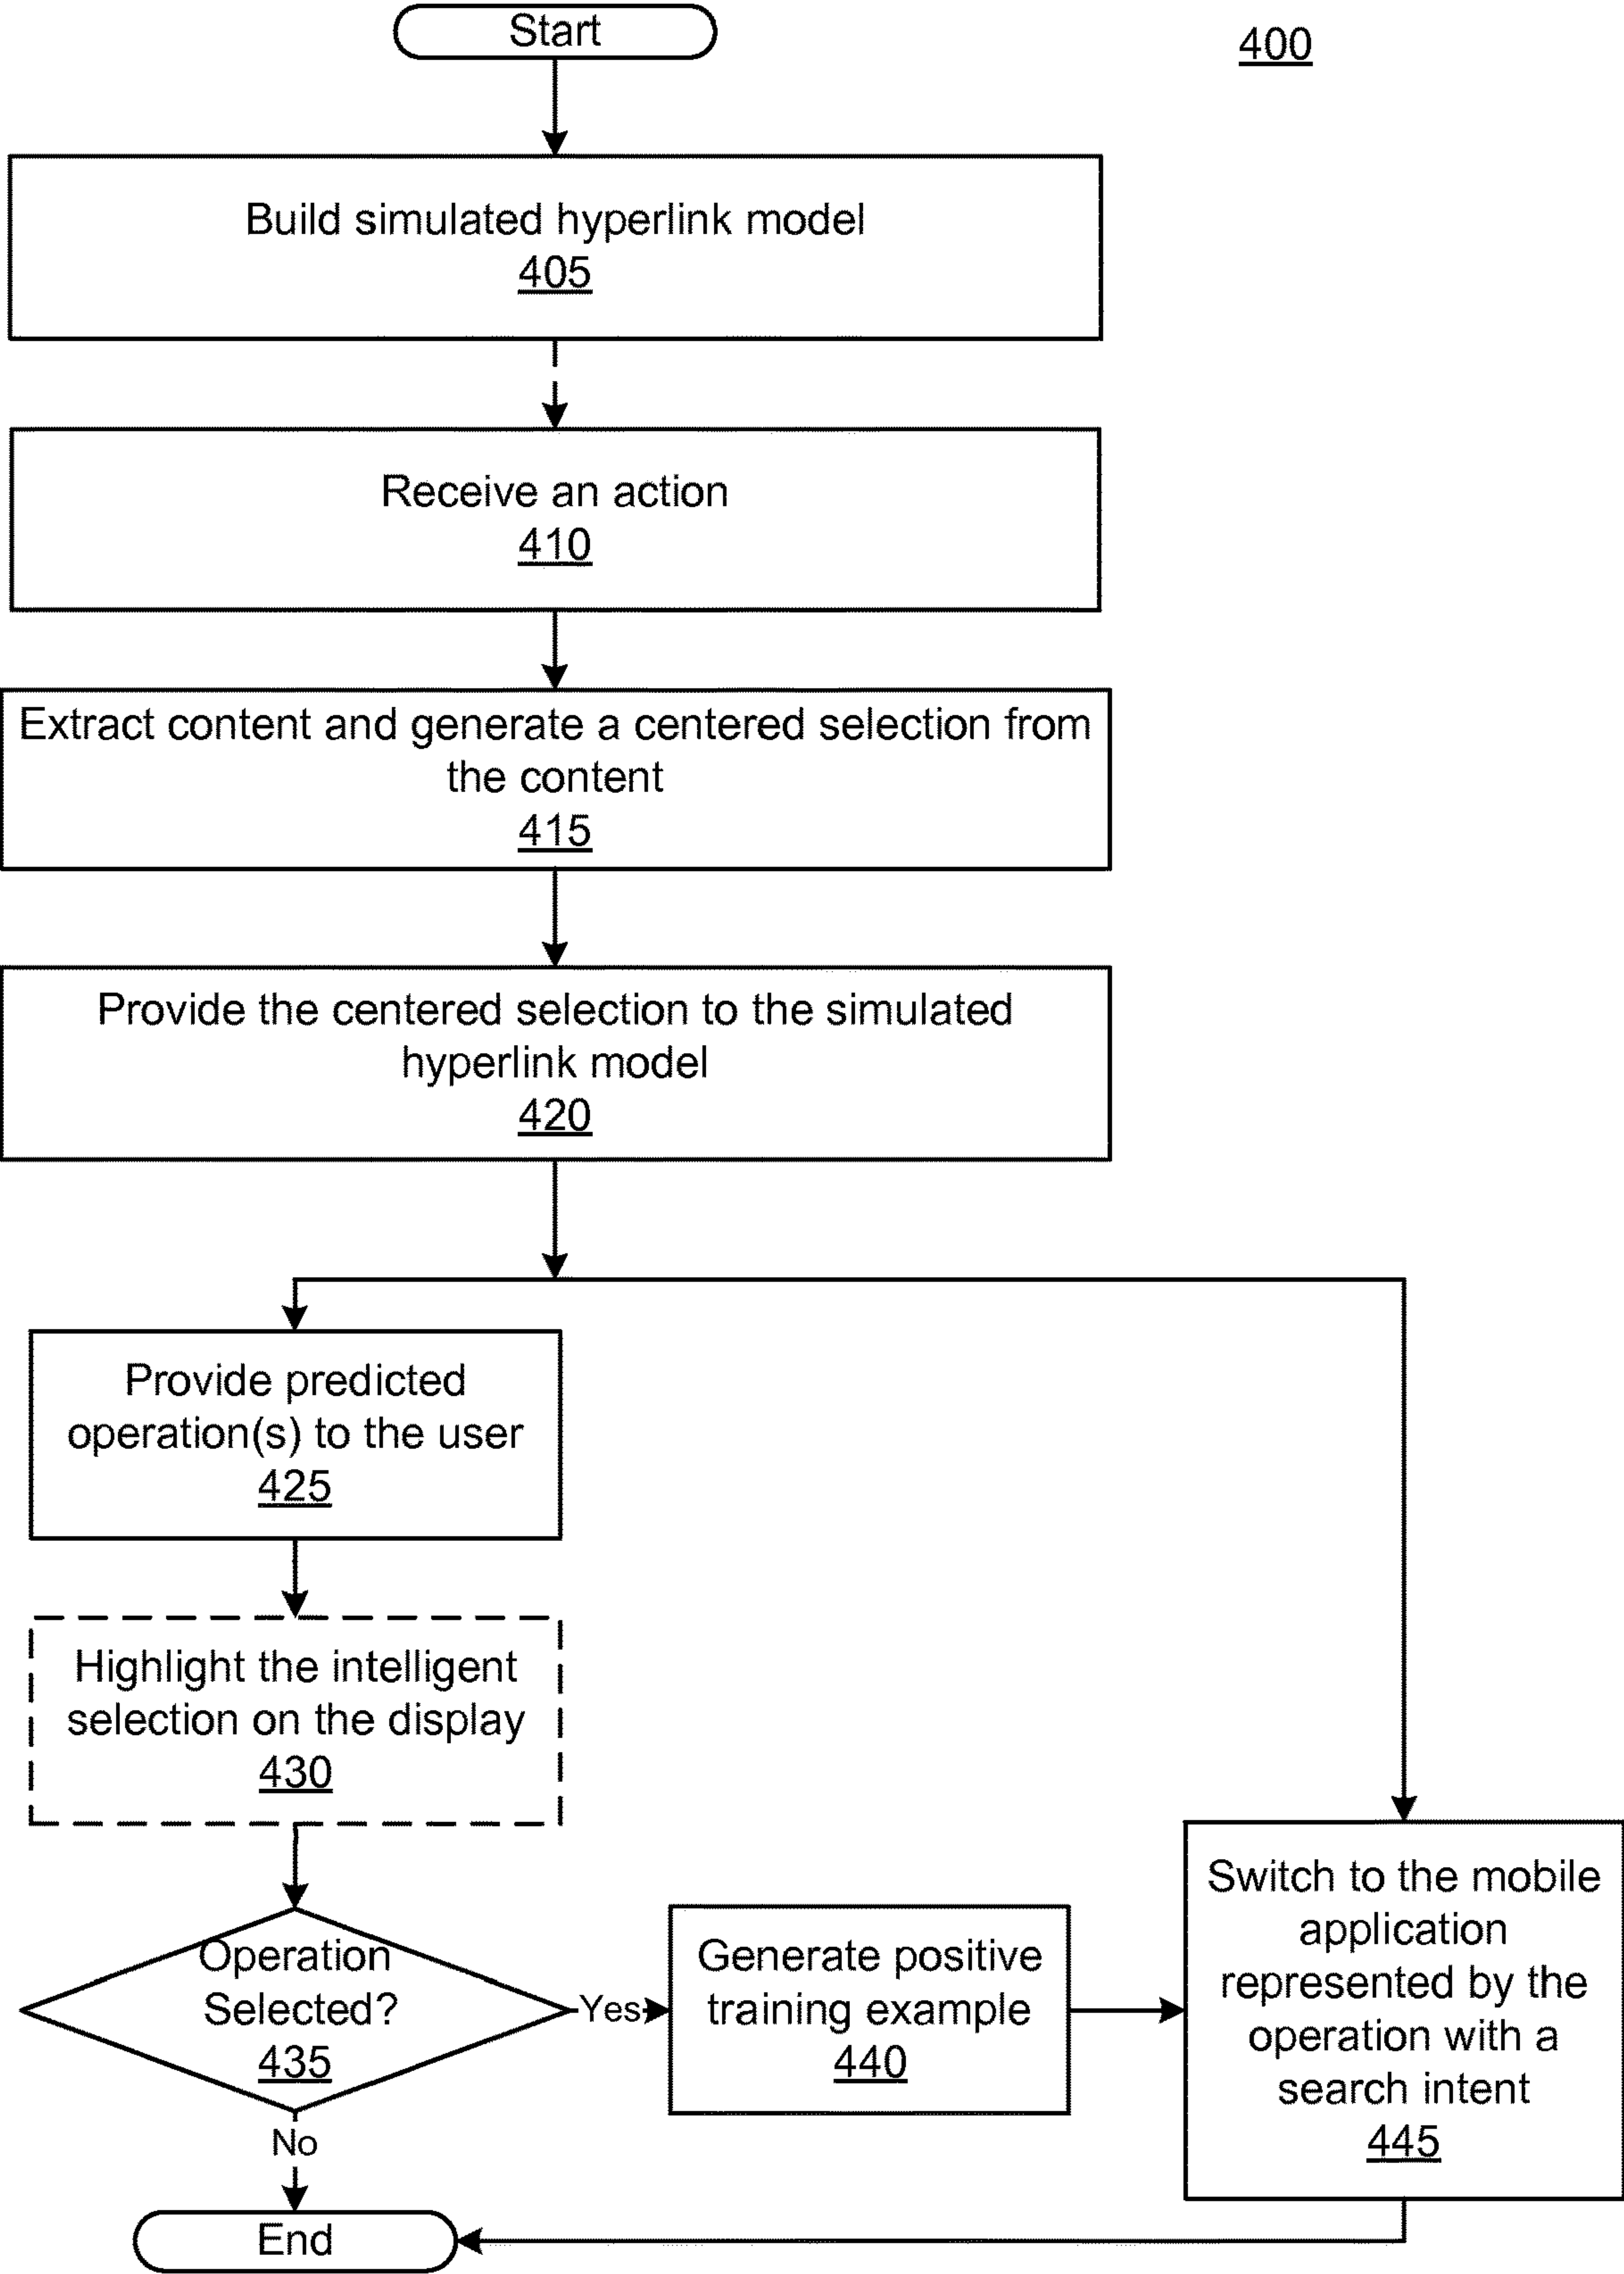 Start
400
Build simulated hyperlink model
405
Receive an action
410
Extract content and generate a centered selection from
the content
415
Provide the centered selection to the simulated
hyperlink model
420
Provide predicted
operation(s) to the user
425
Highlight the intelligent
selection on the display
430
Operation
Selected?
435
Yes
Generate positive
training example
440
Switch to the mobile
application
represented by the
operation with a
search intent
445
No
End